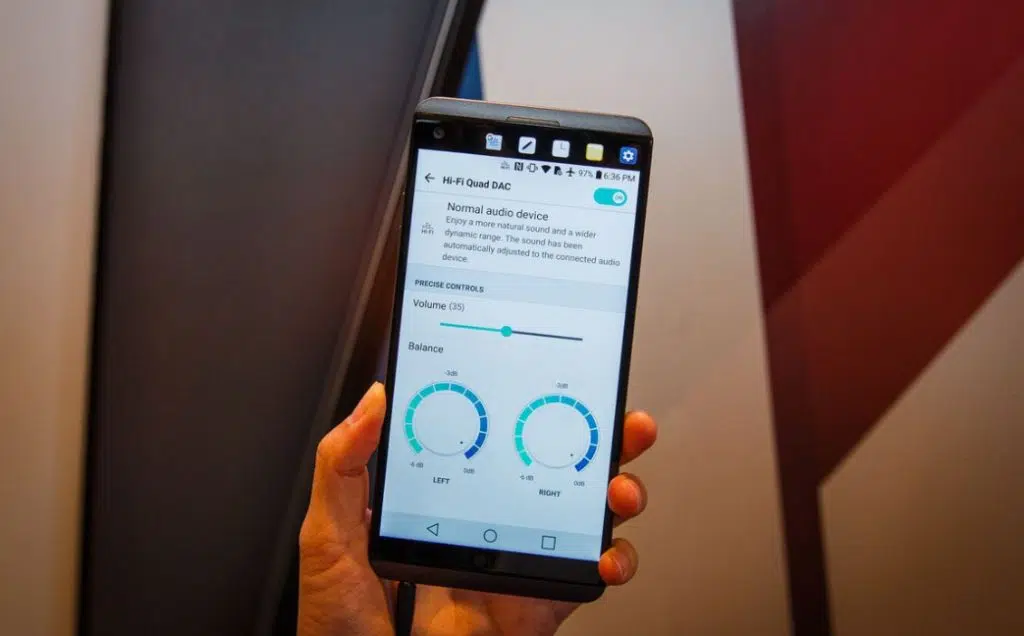 97% 6:36 PM
Hi-Fi Quad DAC
ON
Normal audio device
Enjoy a more natural sound and a wider
dynamic range. The sound has been
automatically adjusted to the connected audio
device.
Hi-Fi
PRECISE CONTROLS
Volume (35)
Balance
-3dB
-3dB
-6 dB
0dB
-6 dB
0dB
LEFT
RIGHT